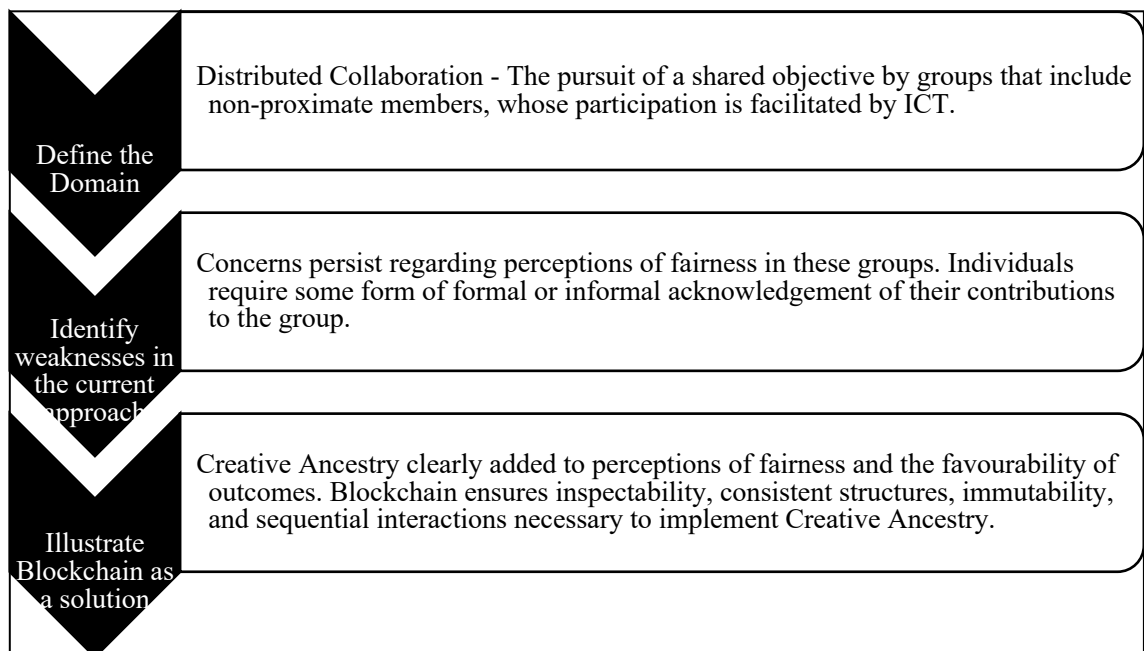 Distributed Collaboration - The pursuit of a shared objective by groups that include
non-proximate members, whose participation is facilitated by ICT.
Define the
Domain
Concerns persist regarding perceptions of fairness in these groups. Individuals
require some form of formal or informal acknowledgement of their contributions
to the group.
Identify
weaknesses in
the current
approach
Creative Ancestry clearly added to perceptions of fairness and the favourability of
outcomes. Blockchain ensures inspectability, consistent structures, immutability,
and sequential interactions necessary to implement Creative Ancestry.
Illustrate
Blockchain as
a solution